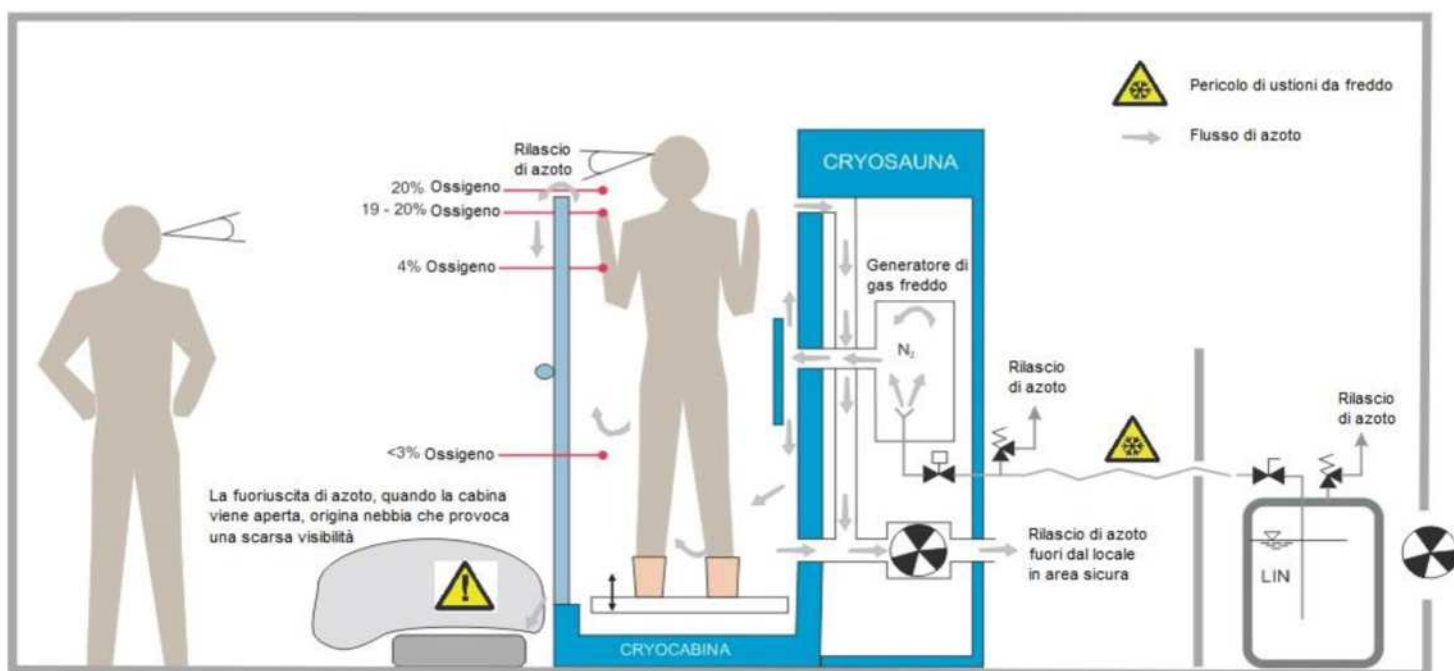 Pericolo di ustioni da freddo
Flusso di azoto
CRYOSAUNA
Rilascio
di azoto
20% Ossigeno
19 - 20% Ossigeno
4% Ossigeno
Generatore di
gas freddo
N₂
Rilascio
di azoto
Rilascio
di azoto
<3% Ossigeno
La fuoriuscita di azoto, quando la cabina
viene aperta, origina nebbia che provoca
una scarsa visibilità
Rilascio di azoto
fuori dal locale
in area sicura
LIN
CRYOCABINA